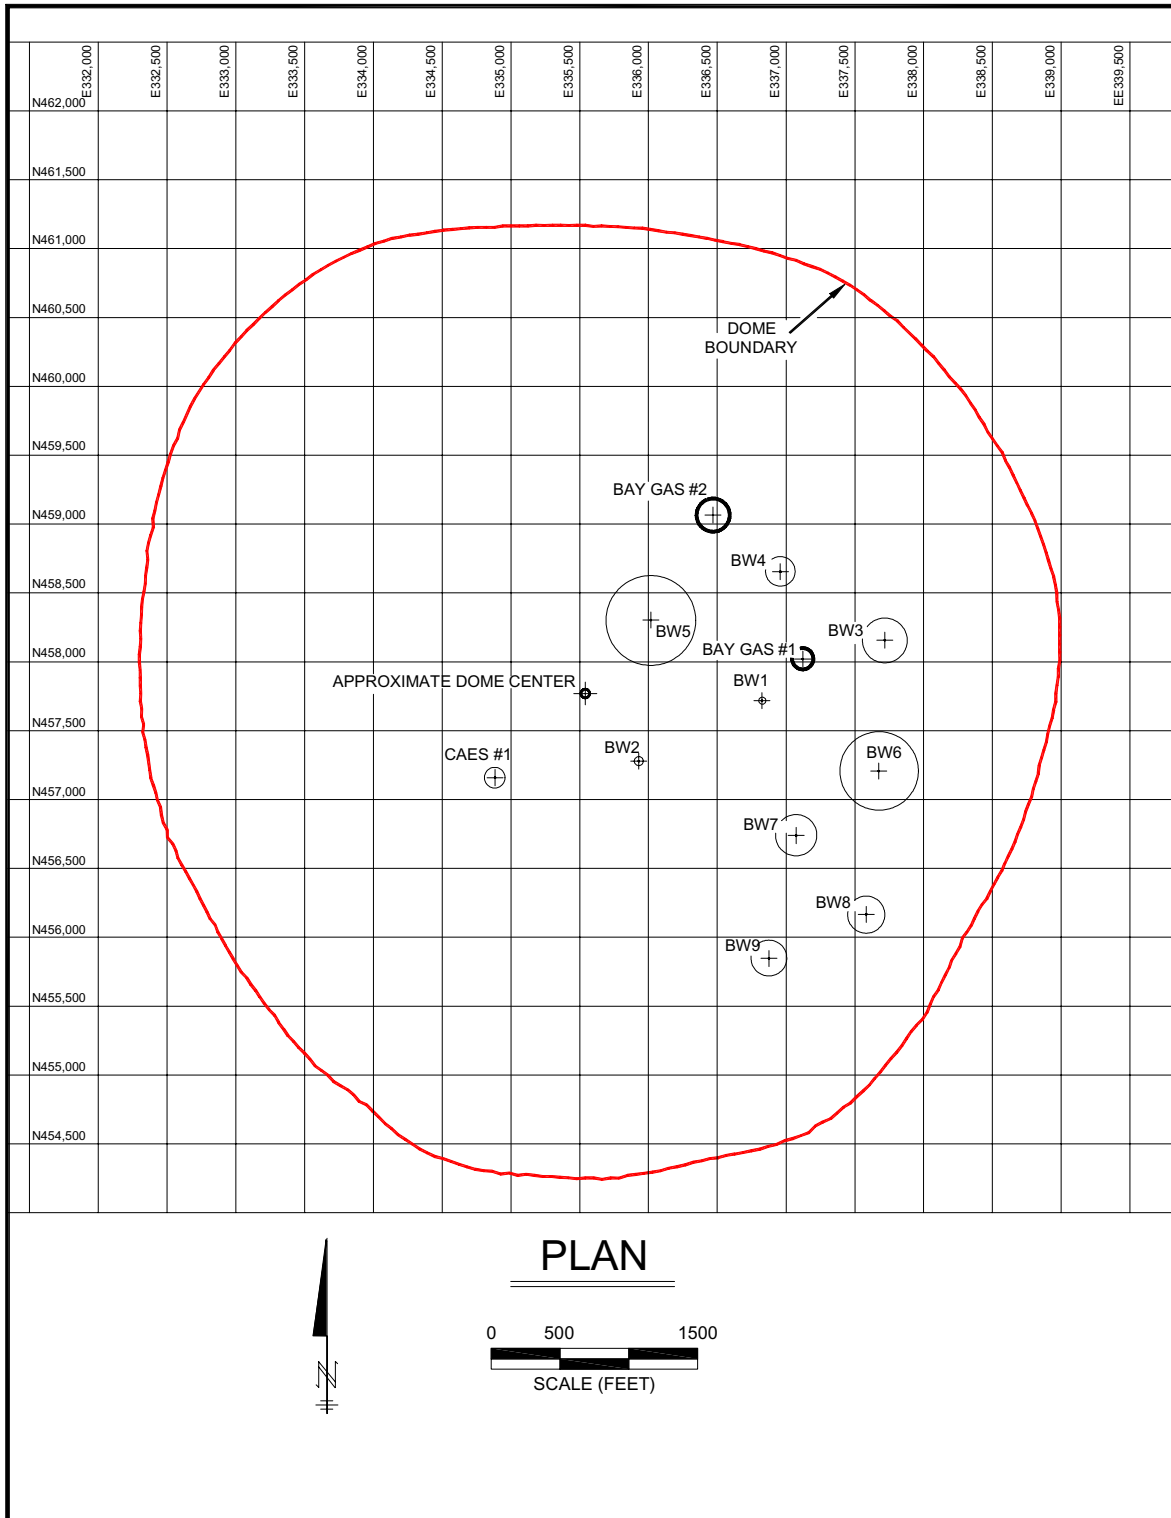 E332,000
E332,500
E333,000
E333,500
E334,000
E334,500
E335,000
E335,500
E336,000
E336,500
E337,000
E337,500
E338,000
E338,500
E339,000
EE339,500
N462,000
N461,500
N461,000
N460,500
DOME
BOUNDARY
N460,000
N459,500
BAY GAS #2
N459,000
BW4
N458,500
BW5
BW3
BAY GAS #1
N458,000
APPROXIMATE DOME CENTER
BW1
N457,500
BW2
CAES #1
BW6
N457,000
BW7
N456,500
BW8
N456,000
BW9
N455,500
N455,000
N454,500
PLAN
0 500 1500
SCALE (FEET)
N